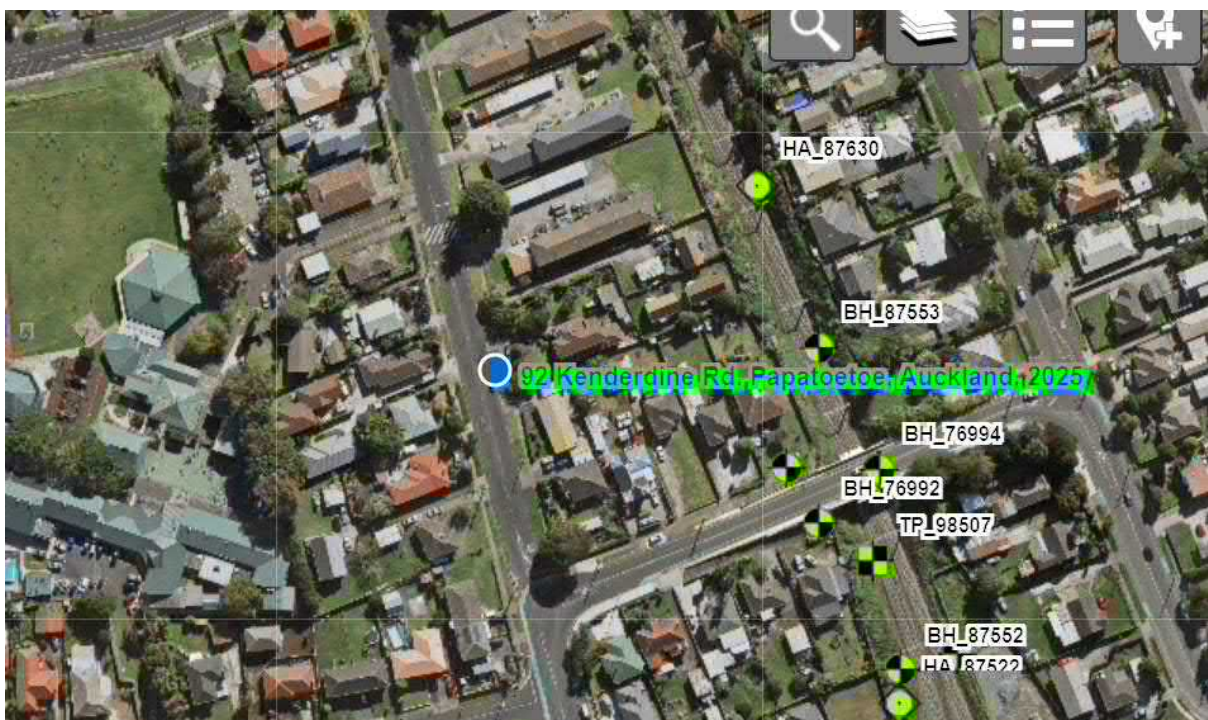 HA_87630
BH_87553
92 Kenderdine Rd, Papatoetoe, Auckland, 2025
BH_76994
BH_76992
TP_98507
BH_87552
HA_87522